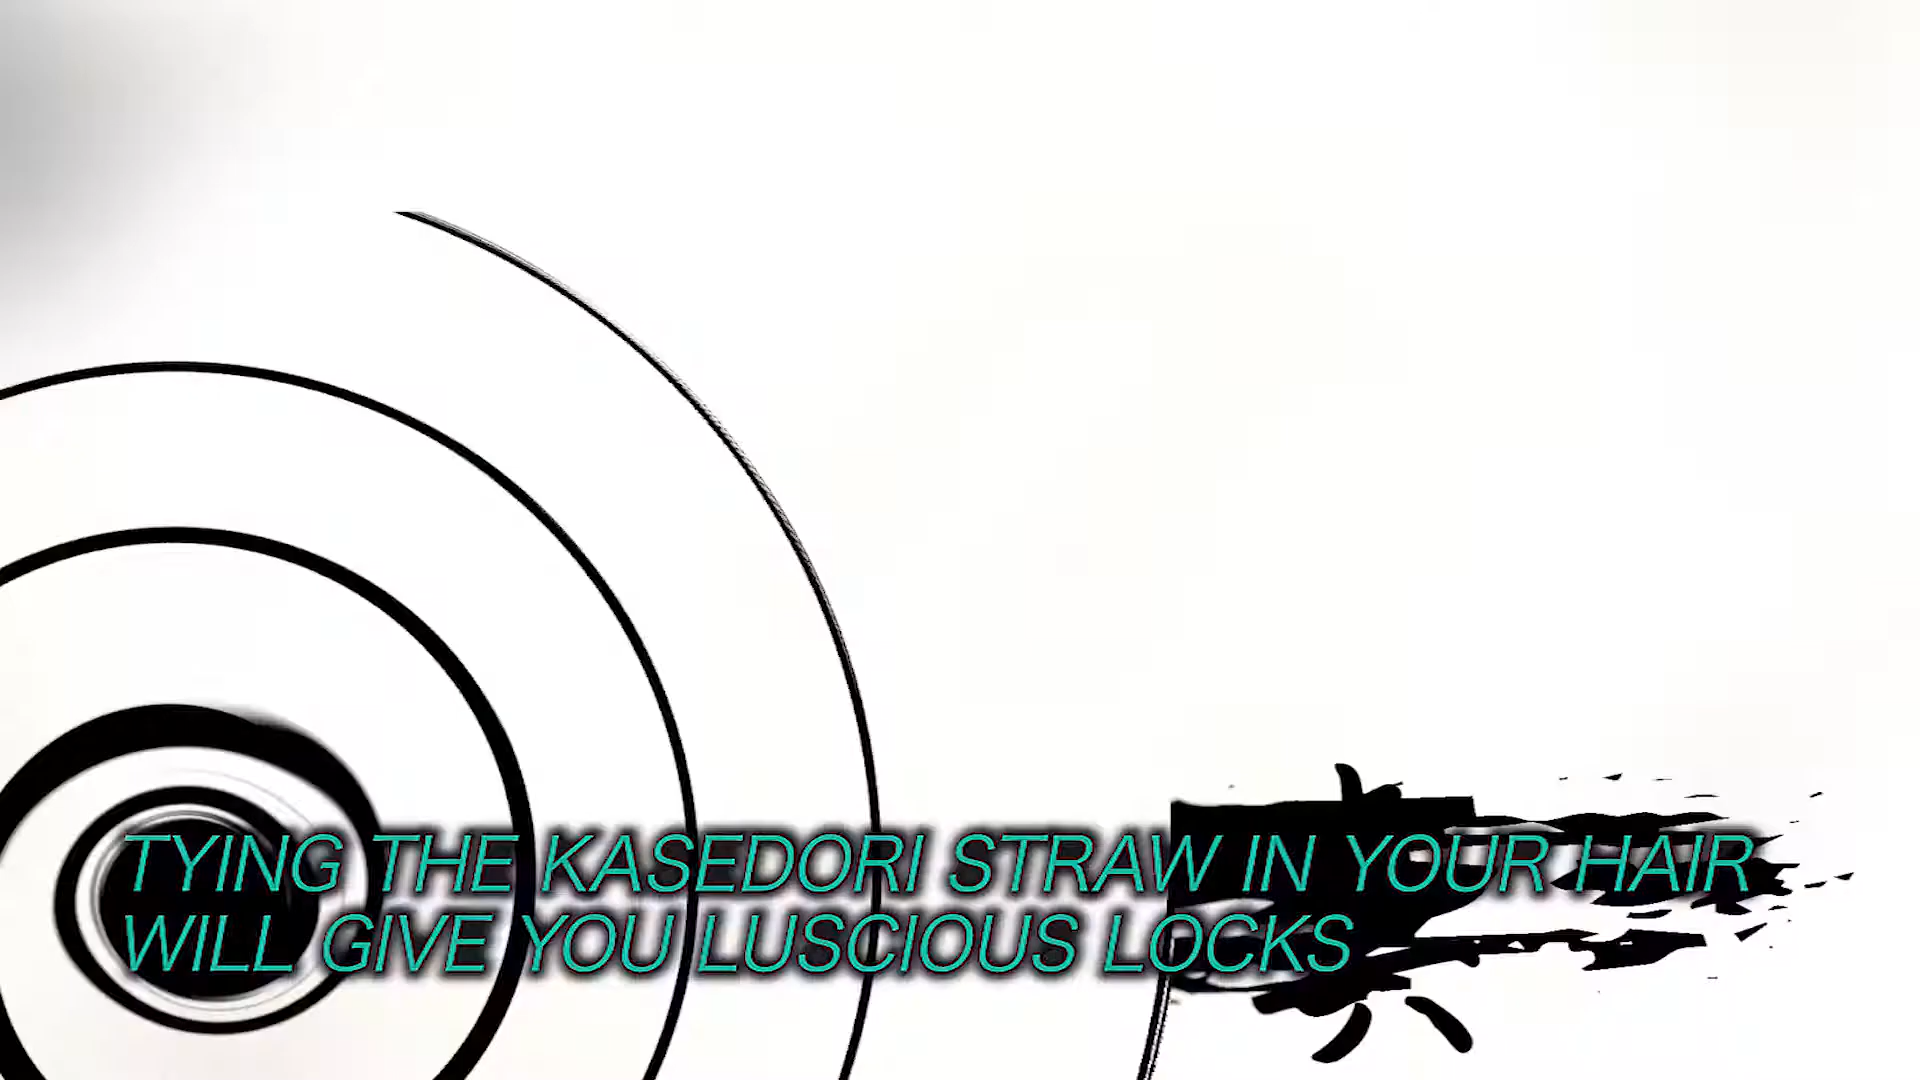 TYING THE KASEDORI STRAW IN YOUR HAIR
WILL GIVE YOU LUSCIOUS LOCKS